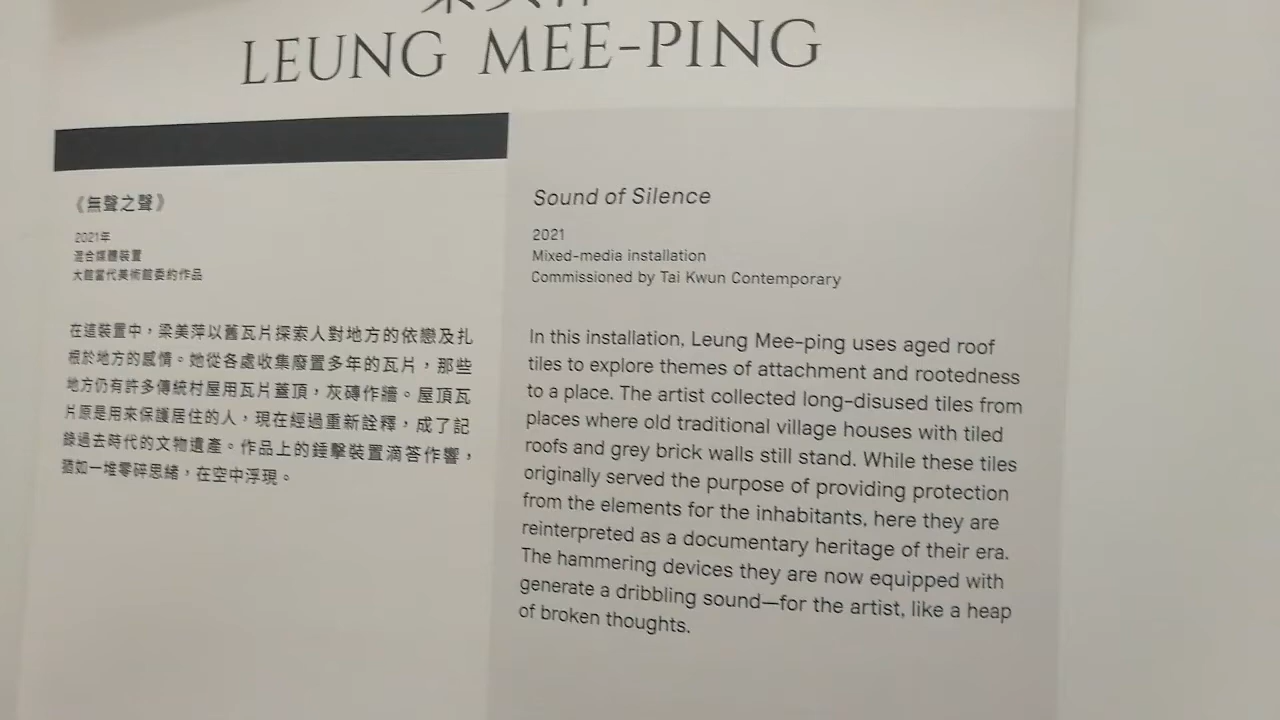 LEUNG MEE-PING
《無聲之聲》
2021年
混合媒體裝置
大館當代美術館委約作品
在這裝置中，梁美萍以舊瓦片探索人對地方的依戀及扎
根於地方的感情。她從各處收集廢置多年的瓦片，那些
地方仍有許多傳統村屋用瓦片蓋頂，灰磚作牆。屋頂瓦
片原是用來保護居住的人，現在經過重新詮釋，成了記
錄過去時代的文物遺產。作品上的錘擊裝置滴答作響，
猶如一堆零碎思緒，在空中浮現。
Sound of Silence
2021
Mixed-media installation
Commissioned by Tai Kwun Contemporary
In this installation, Leung Mee-ping uses aged roof
tiles to explore themes of attachment and rootedness
to a place. The artist collected long-disused tiles from
places where old traditional village houses with tiled
roofs and grey brick walls still stand. While these tiles
originally served the purpose of providing protection
from the elements for the inhabitants, here they are
reinterpreted as a documentary heritage of their era.
The hammering devices they are now equipped with
generate a dribbling sound—for the artist, like a heap
of broken thoughts.